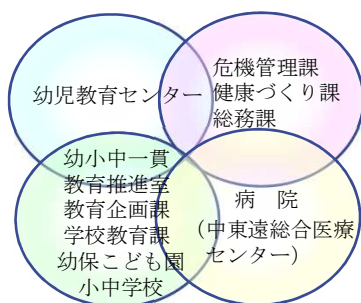 幼児教育センター
危機管理課
健康づくり課
総務課
幼小中一貫
教育推進室
教育企画課
学校教育課
幼保こども園
小中学校
病　院
（中東遠総合医療
センター）